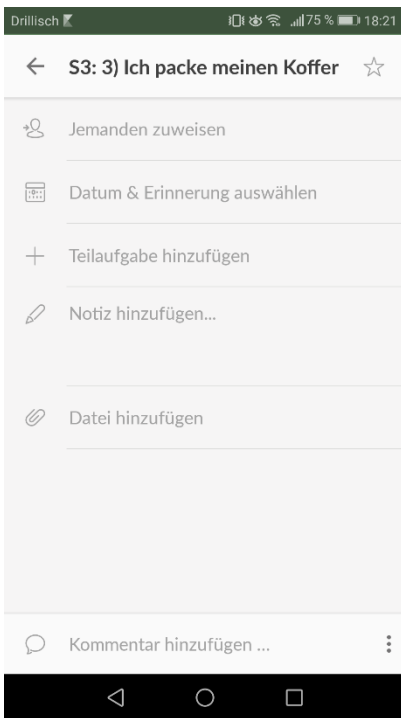 Drillisch 75 % 18:21
S3: 3) Ich packe meinen Koffer
Jemanden zuweisen
Datum & Erinnerung auswählen
Teilaufgabe hinzufügen
Notiz hinzufügen...
Datei hinzufügen
Kommentar hinzufügen ...